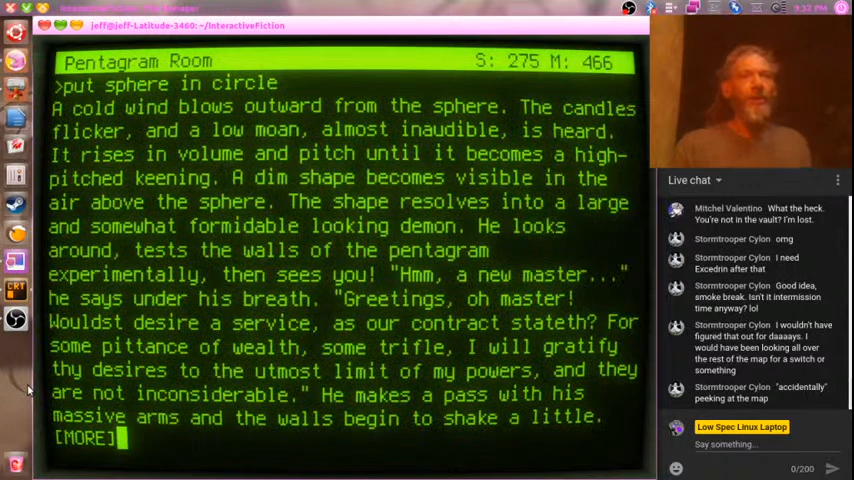 9:32 PM
jeff@jeff-Latitude-3460: ~/InteractiveFiction
Pentagram Room S: 275 M: 466
>put sphere in circle
A cold wind blows outward from the sphere. The candles
flicker, and a low moan, almost inaudible, is heard.
It rises in volume and pitch until it becomes a high-
pitched keening. A dim shape becomes visible in the
air above the sphere. The shape resolves into a large
and somewhat formidable looking demon. He looks
around, tests the walls of the pentagram
experimentally, then sees you! "Hmm, a new master..."
he says under his breath. "Greetings, oh master!
Wouldst desire a service, as our contract stateth? For
some pittance of wealth, some trifle, I will gratify
thy desires to the utmost limit of my powers, and they
are not inconsiderable." He makes a pass with his
massive arms and the walls begin to shake a little.
[MORE]
CRT
Live chat
Mitchel Valentino What the heck.
You're not in the vault? I'm lost.
Stormtrooper Cylon omg
Stormtrooper Cylon I need
Excedrin after that
Stormtrooper Cylon Good idea,
smoke break. Isn't it intermission
time anyway? lol
Stormtrooper Cylon I wouldn't have
figured that out for daaaays. I
would have been looking all over
the rest of the map for a switch or
something
Stormtrooper Cylon "accidentally"
peeking at the map
Low Spec Linux Laptop
Say something...
0/200